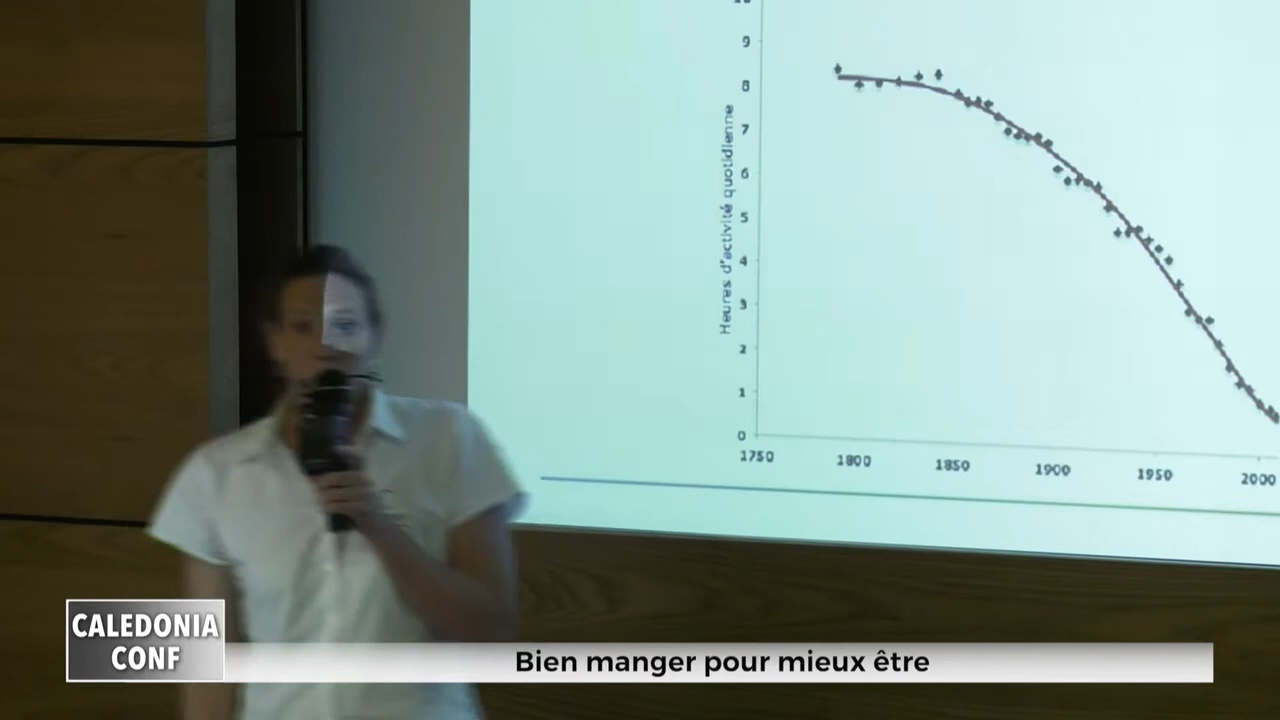 9
8
7
6
5
4
3
2
1
0
Heures d'activité quotidienne
1750 1800 1850 1900 1950 2000
CALEDONIA
CONF
Bien manger pour mieux être